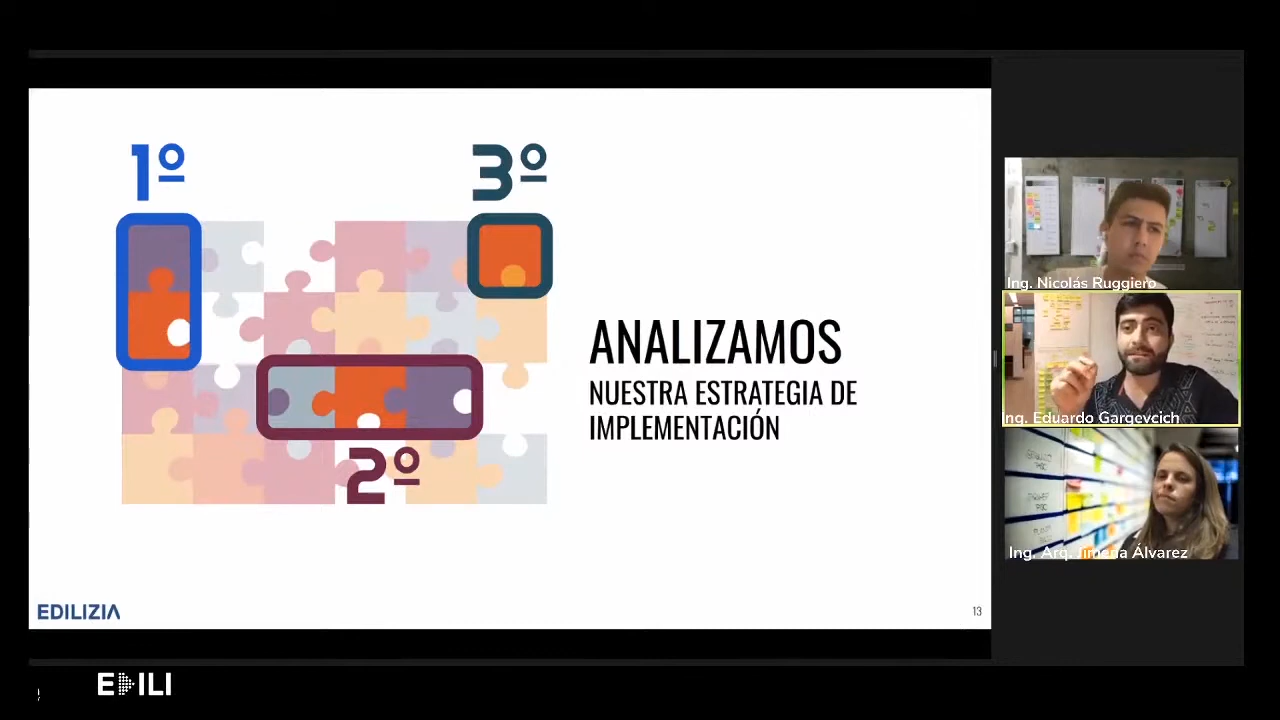 1º
3º
2º
ANALIZAMOS
NUESTRA ESTRATEGIA DE
IMPLEMENTACIÓN
EDILIZIA
13
Ing. Nicolás Ruggiero
Ing. Eduardo Gargevcich
Ing. Arq. Jimena Álvarez
EDILI